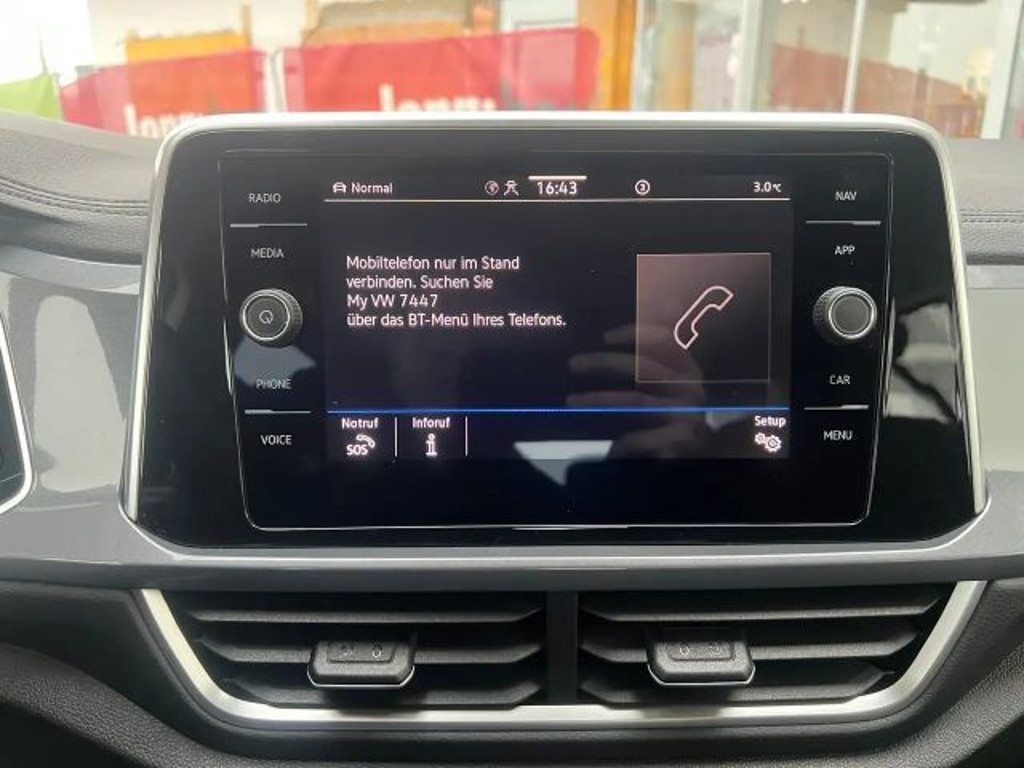 RADIO
MEDIA
PHONE
VOICE
Normal
16:43
3
3.0°C
Mobiltelefon nur im Stand
verbinden. Suchen Sie
My VW 7447
über das BT-Menü Ihres Telefons.
Notruf
SOS
Inforuf
i
Setup
NAV
APP
CAR
MENU